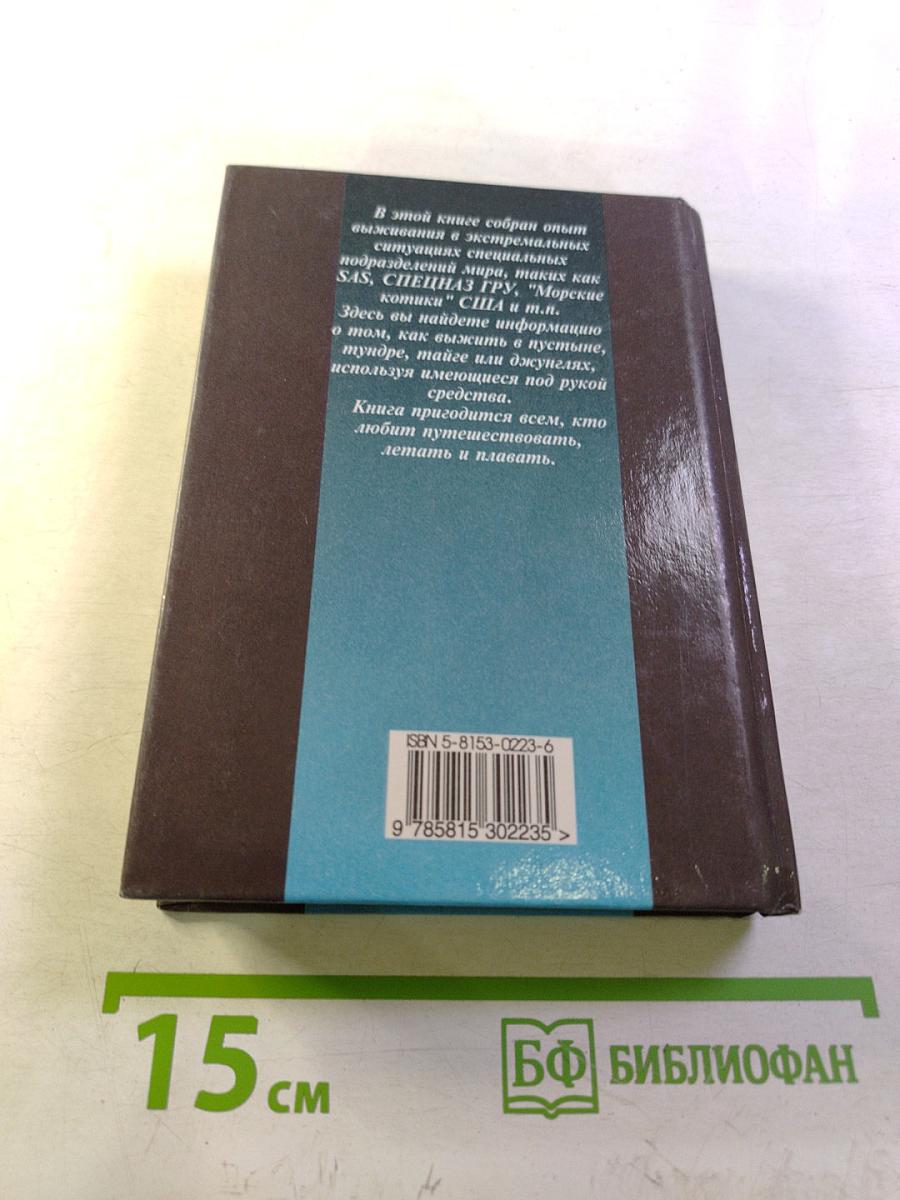 В этой книге собран опыт
выживания в экстремальных
ситуациях специальных
подразделений мира, таких как
SAS, СПЕЦНАЗ ГРУ, "Морские
котики" США и т.п.
Здесь вы найдете информацию
о том, как выжить в пустыне,
тундре, тайге или джунглях,
используя имеющиеся под рукой
средства.
Книга пригодится всем, кто
любит путешествовать,
летать и плавать.
ISBN 5-8153-0223-6
9 785815 302235 >
15 см
БФ БИБЛИОФАН